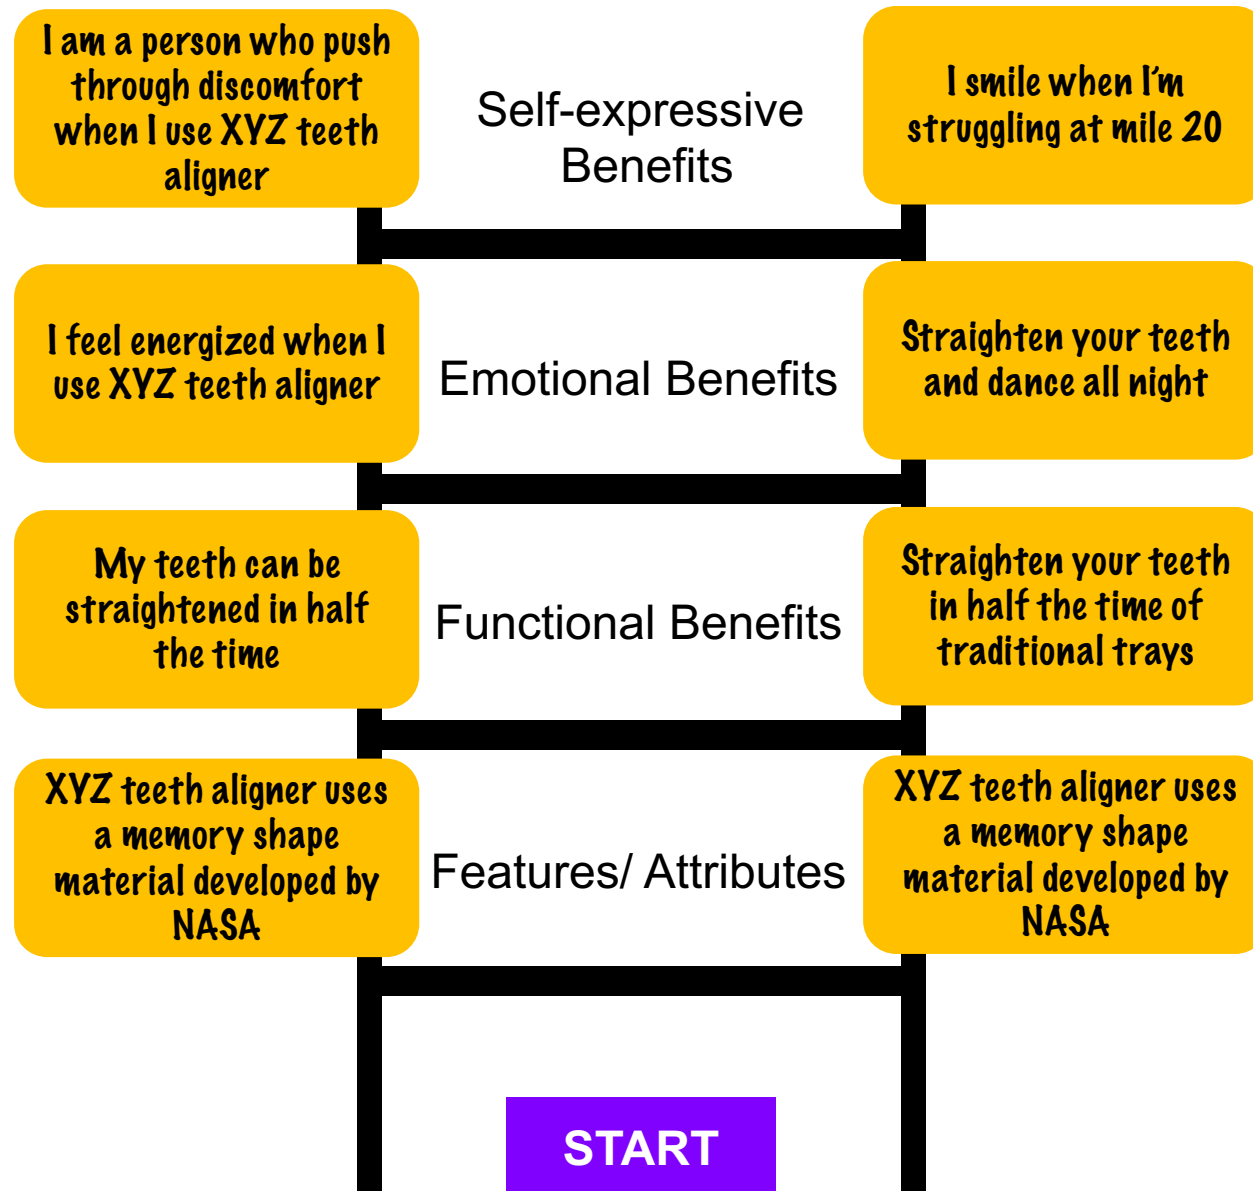 I am a person who push
through discomfort
when I use XYZ teeth
aligner
Self-expressive
Benefits
I smile when I'm
struggling at mile 20
I feel energized when I
use XYZ teeth aligner
Emotional Benefits
Straighten your teeth
and dance all night
My teeth can be
straightened in half
the time
Functional Benefits
Straighten your teeth
in half the time of
traditional trays
XYZ teeth aligner uses
a memory shape
material developed by
NASA
Features/ Attributes
XYZ teeth aligner uses
a memory shape
material developed by
NASA
START